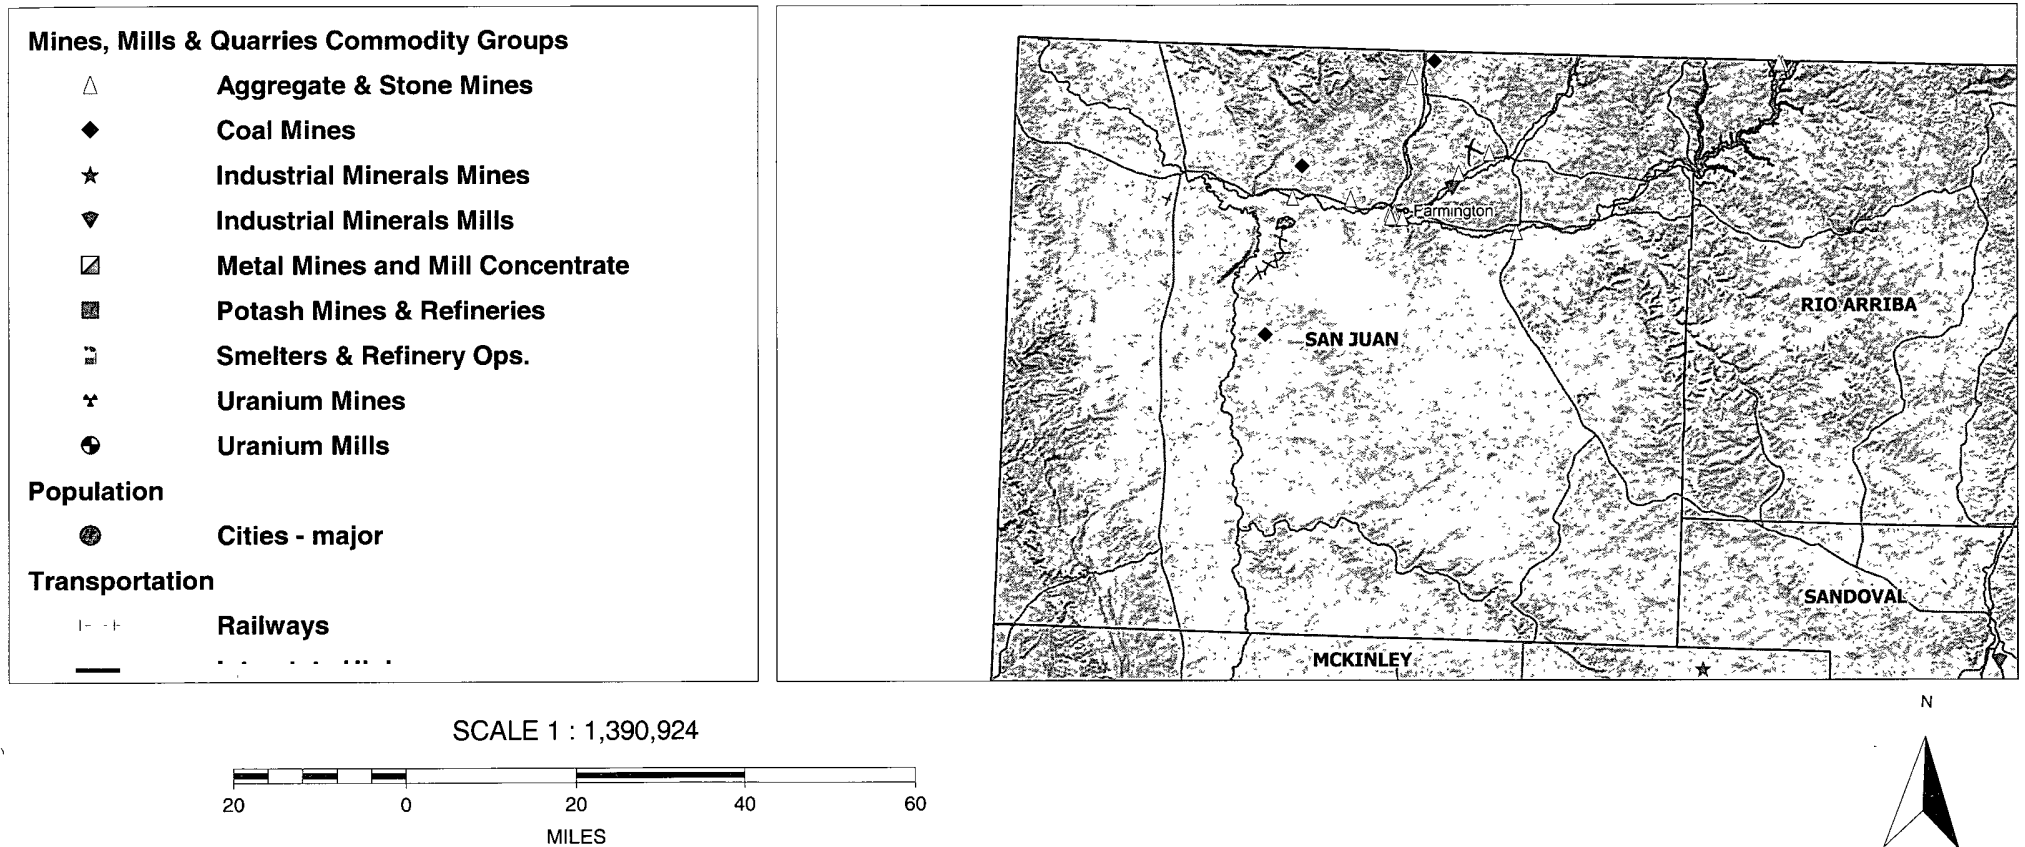 Mines, Mills & Quarries Commodity Groups
Aggregate & Stone Mines
Coal Mines
Industrial Minerals Mines
Industrial Minerals Mills
Metal Mines and Mill Concentrate
Potash Mines & Refineries
Smelters & Refinery Ops.
Uranium Mines
Uranium Mills
Population
Cities - major
Transportation
Railways
Farmington
RIO ARRIBA
SAN JUAN
SANDOVAL
MCKINLEY
N
SCALE 1 : 1,390,924
20 0 20 40 60
MILES